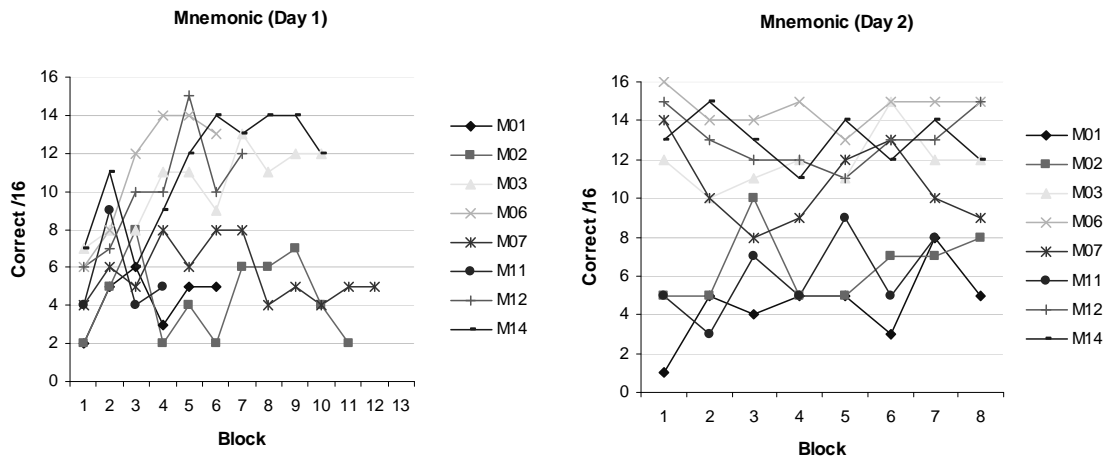 Mnemonic (Day 1)
16
14
12
10
8
6
4
2
0
Correct /16
1 2 3 4 5 6 7 8 9 10 11 12 13
Block
M01
M02
M03
M06
M07
M11
M12
M14
Mnemonic (Day 2)
16
14
12
10
8
6
4
2
0
Correct /16
1 2 3 4 5 6 7 8
Block
M01
M02
M03
M06
M07
M11
M12
M14